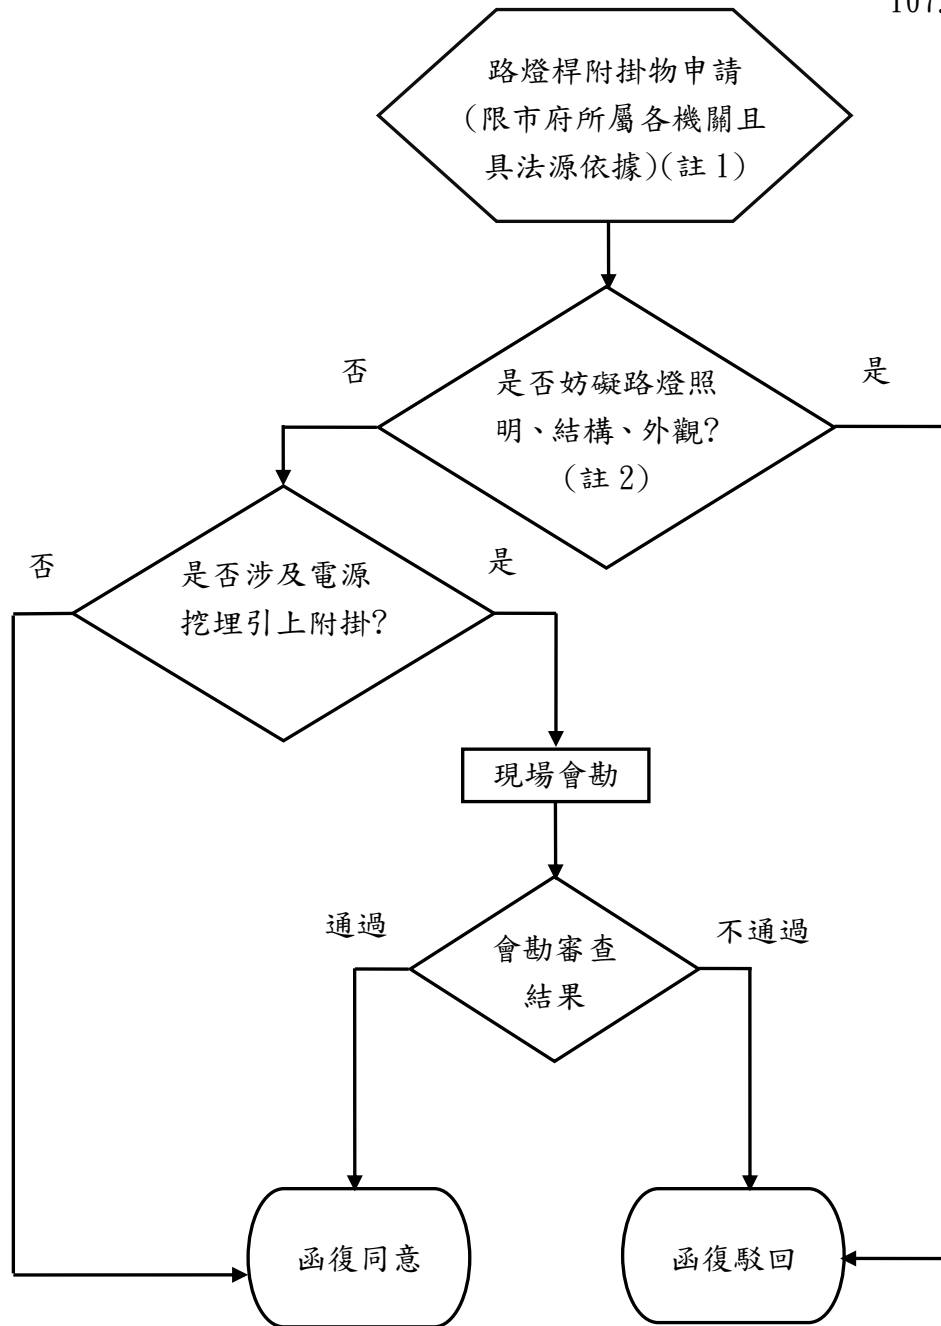 107.
路燈桿附掛物申請
(限市府所屬各機關且
具法源依據)(註 1)
否
是
是否妨礙路燈照
明、結構、外觀?
(註 2)
否
是
是否涉及電源
挖埋引上附掛?
現場會勘
通過
不通過
會勘審查
結果
函復同意
函復駁回